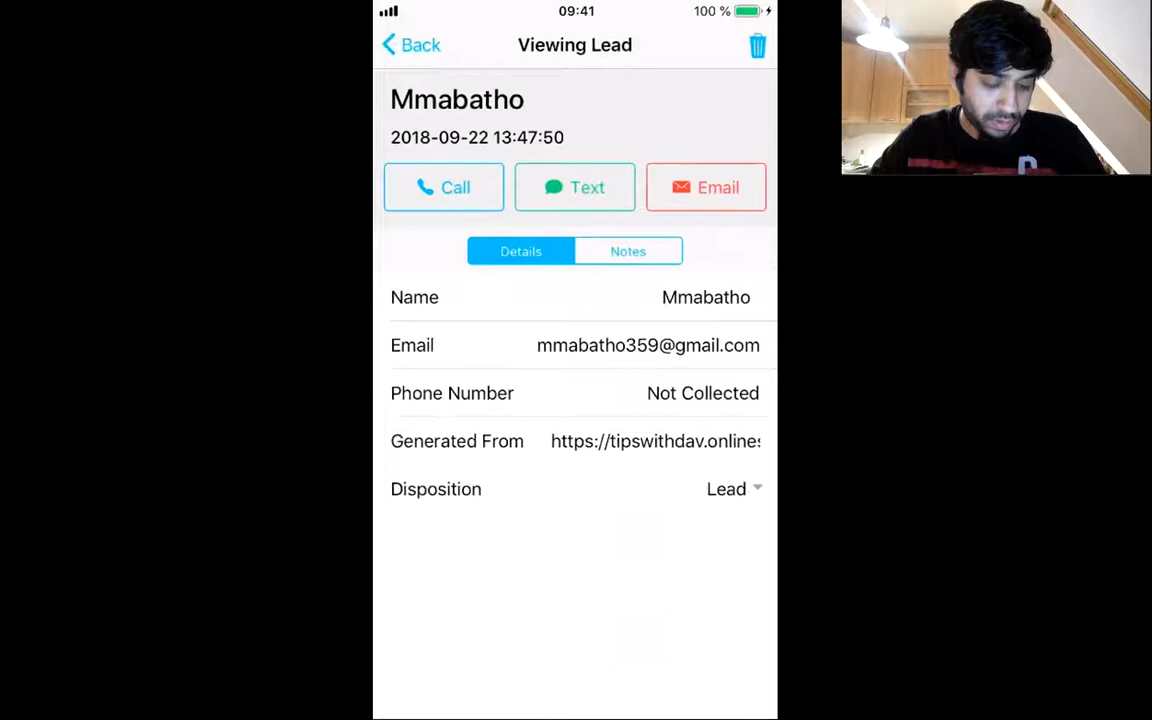 09:41
100 %
Back
Viewing Lead
Mmabatho
2018-09-22 13:47:50
Call
Text
Email
Details
Notes
Name
Mmabatho
Email
mmabatho359@gmail.com
Phone Number
Not Collected
Generated From
https://tipswithdav.online
Disposition
Lead